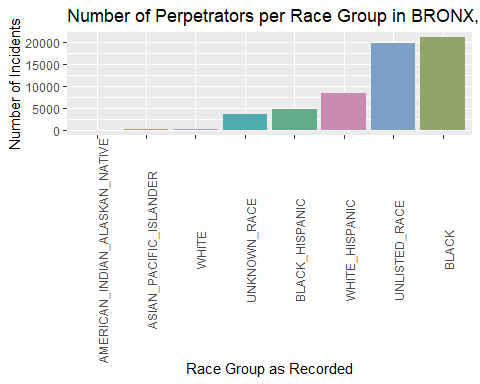 Number of Perpetrators per Race Group in BRONX,
Number of Incidents
20000
15000
10000
5000
0
AMERICAN_INDIAN_ALASKAN_NATIVE
ASIAN_PACIFIC_ISLANDER
WHITE
UNKNOWN_RACE
BLACK_HISPANIC
WHITE_HISPANIC
UNLISTED_RACE
BLACK
Race Group as Recorded